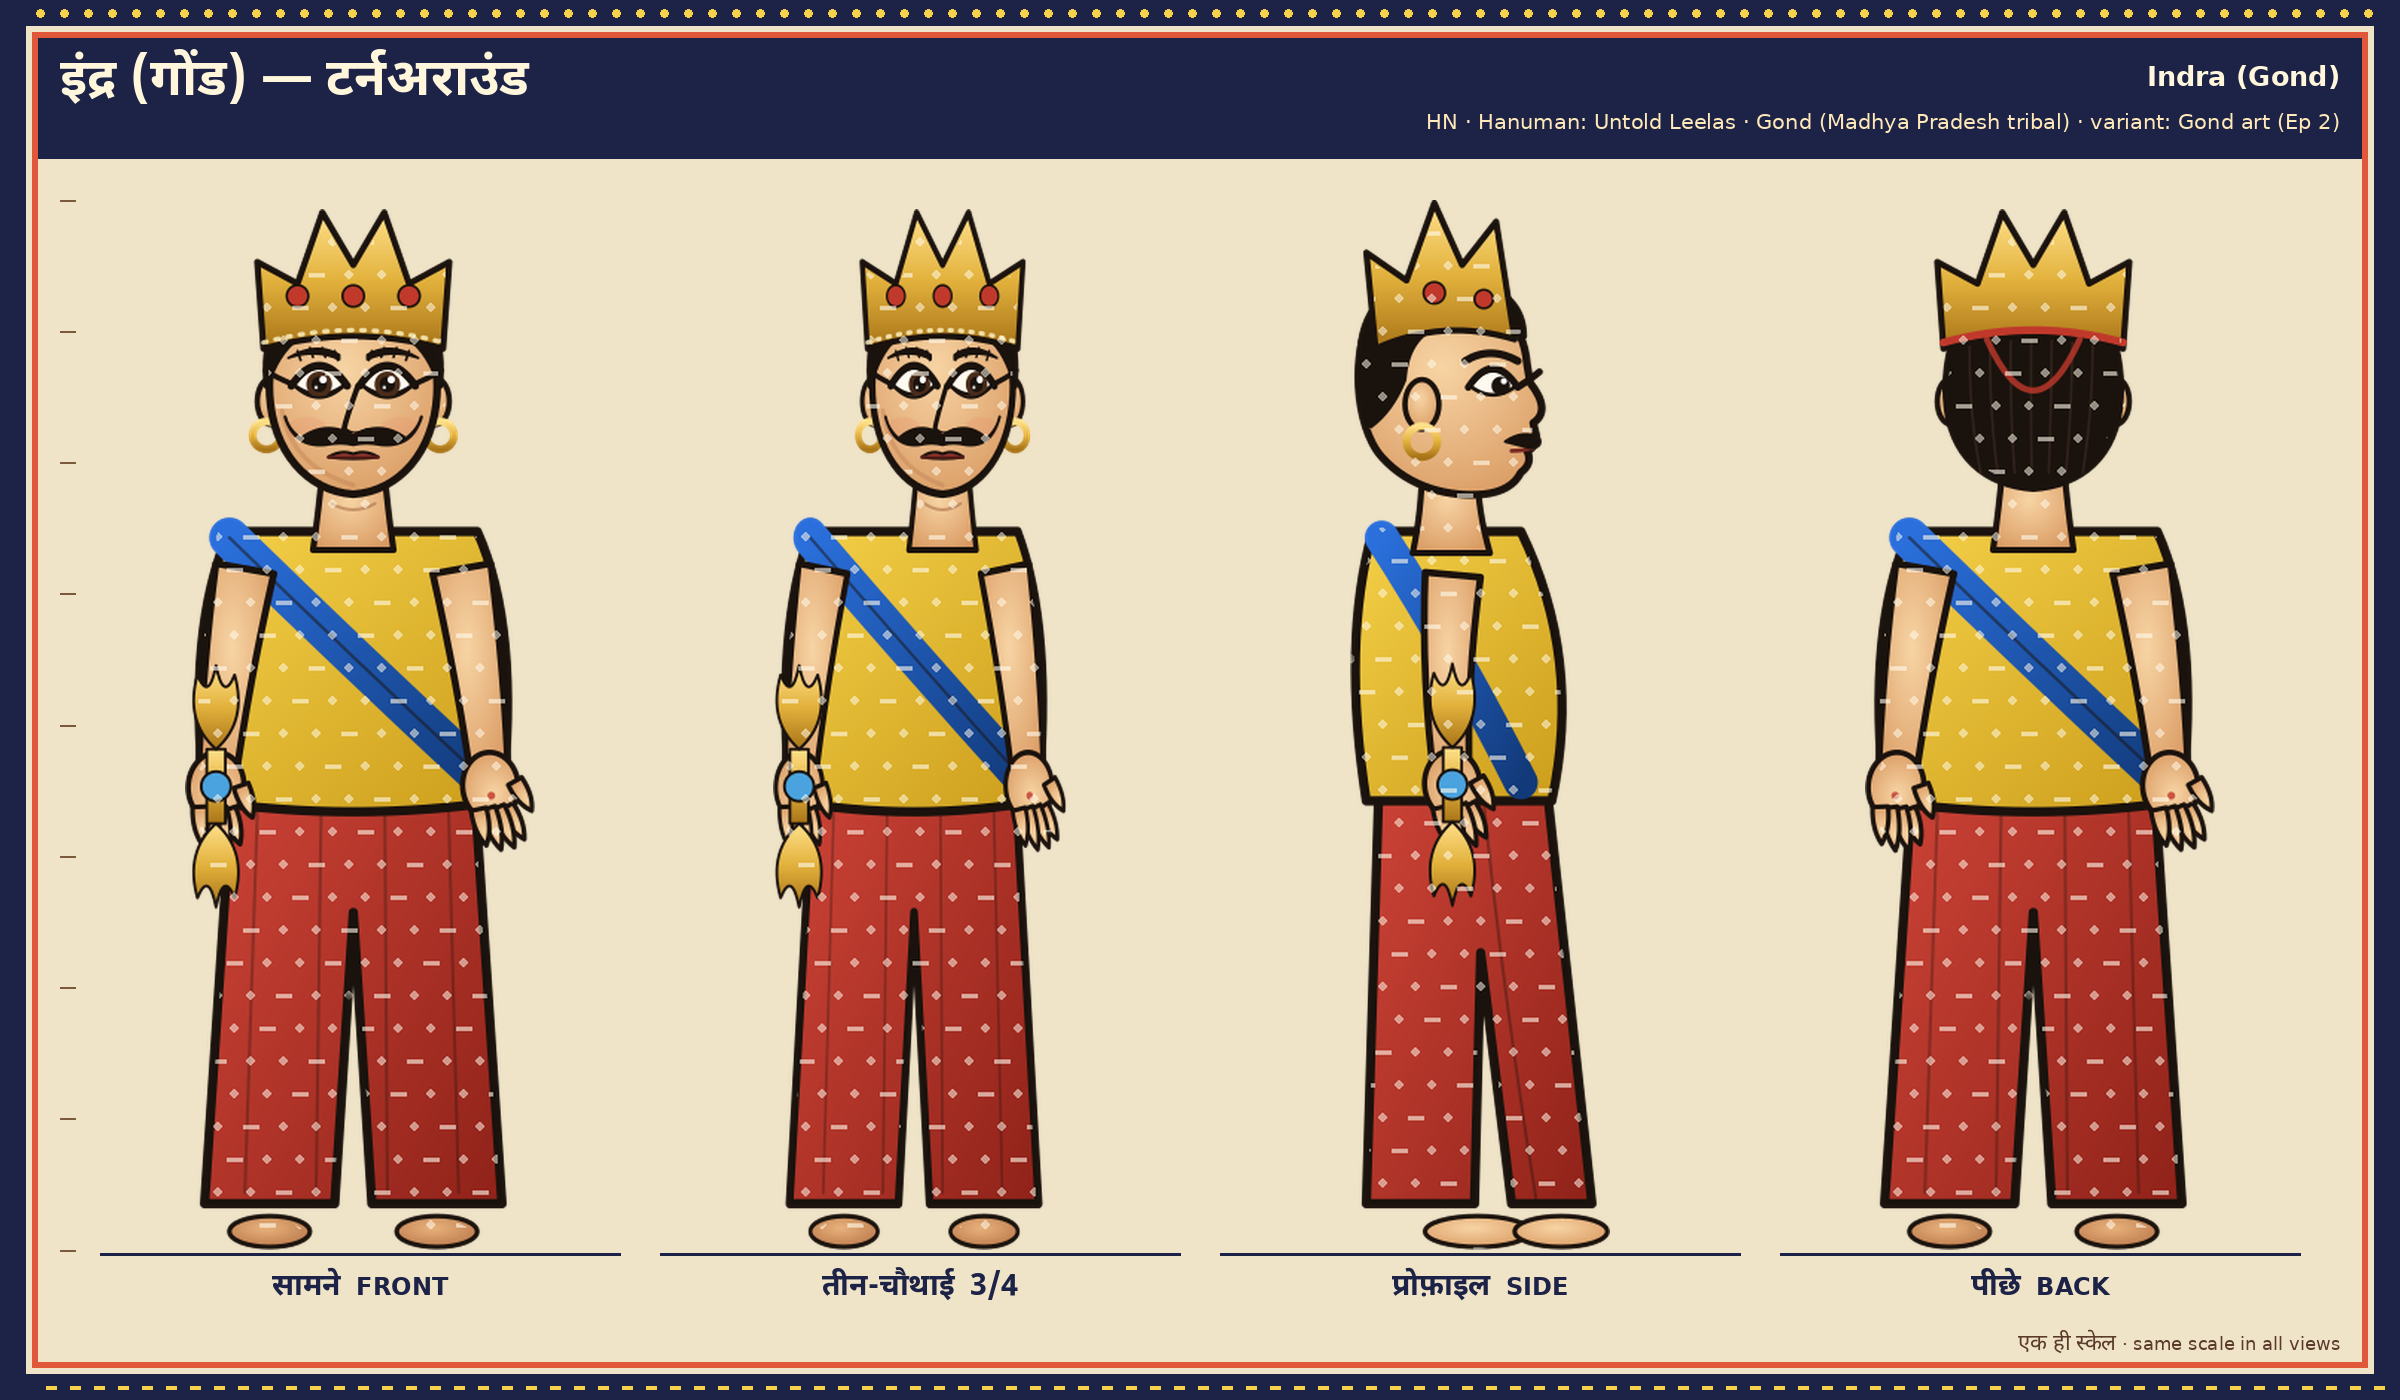 इंद्र (गोंड) — टर्नअराउंड
Indra (Gond)
HN · Hanuman: Untold Leelas · Gond (Madhya Pradesh tribal) · variant: Gond art (Ep 2)
सामने FRONT
तीन-चौथाई 3/4
प्रोफ़ाइल SIDE
पीछे BACK
एक ही स्केल · same scale in all views